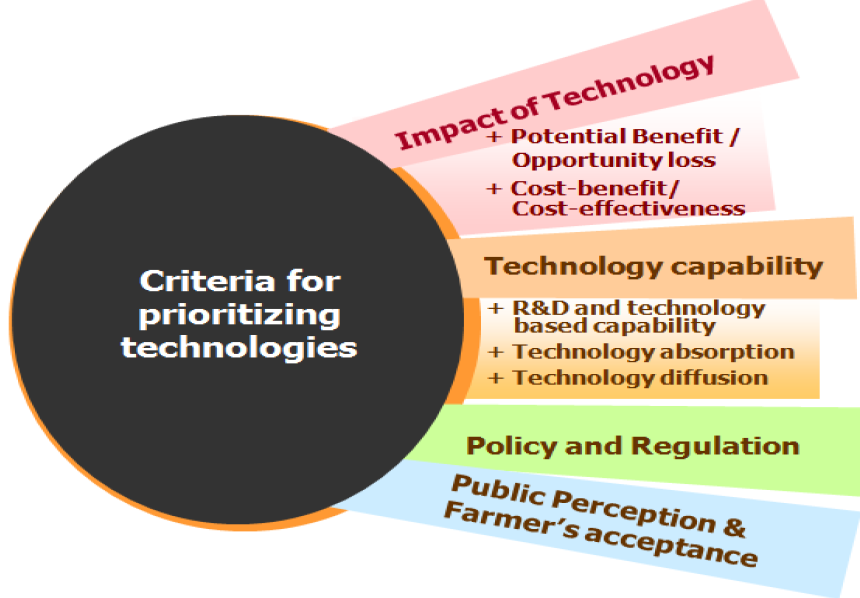 Criteria for
prioritizing
technologies
Impact of Technology
+ Potential Benefit /
Opportunity loss
+ Cost-benefit/
Cost-effectiveness
Technology capability
+ R&D and technology
based capability
+ Technology absorption
+ Technology diffusion
Policy and Regulation
Public Perception &
Farmer's acceptance